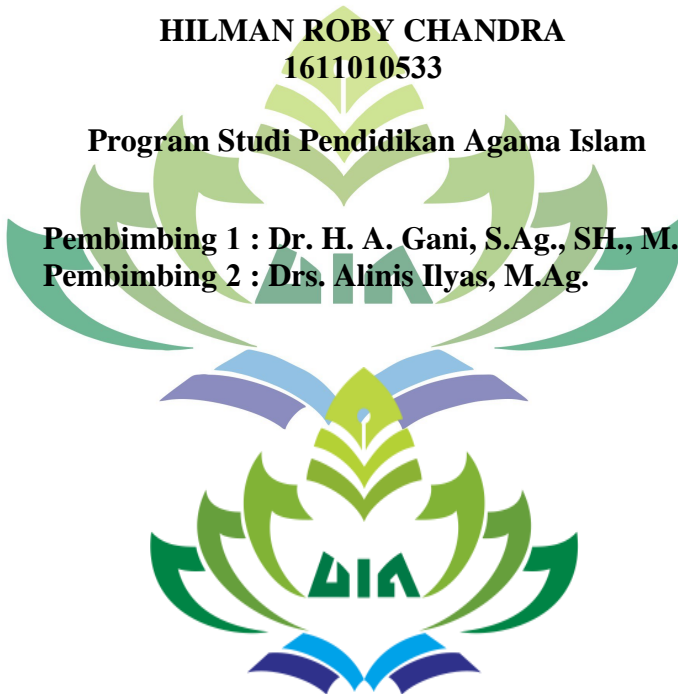 HILMAN ROBY CHANDRA
1611010533
Program Studi Pendidikan Agama Islam
Pembimbing 1 : Dr. H. A. Gani, S.Ag., SH., M.
Pembimbing 2 : Drs. Alinis Ilyas, M.Ag.
UIN
UIN